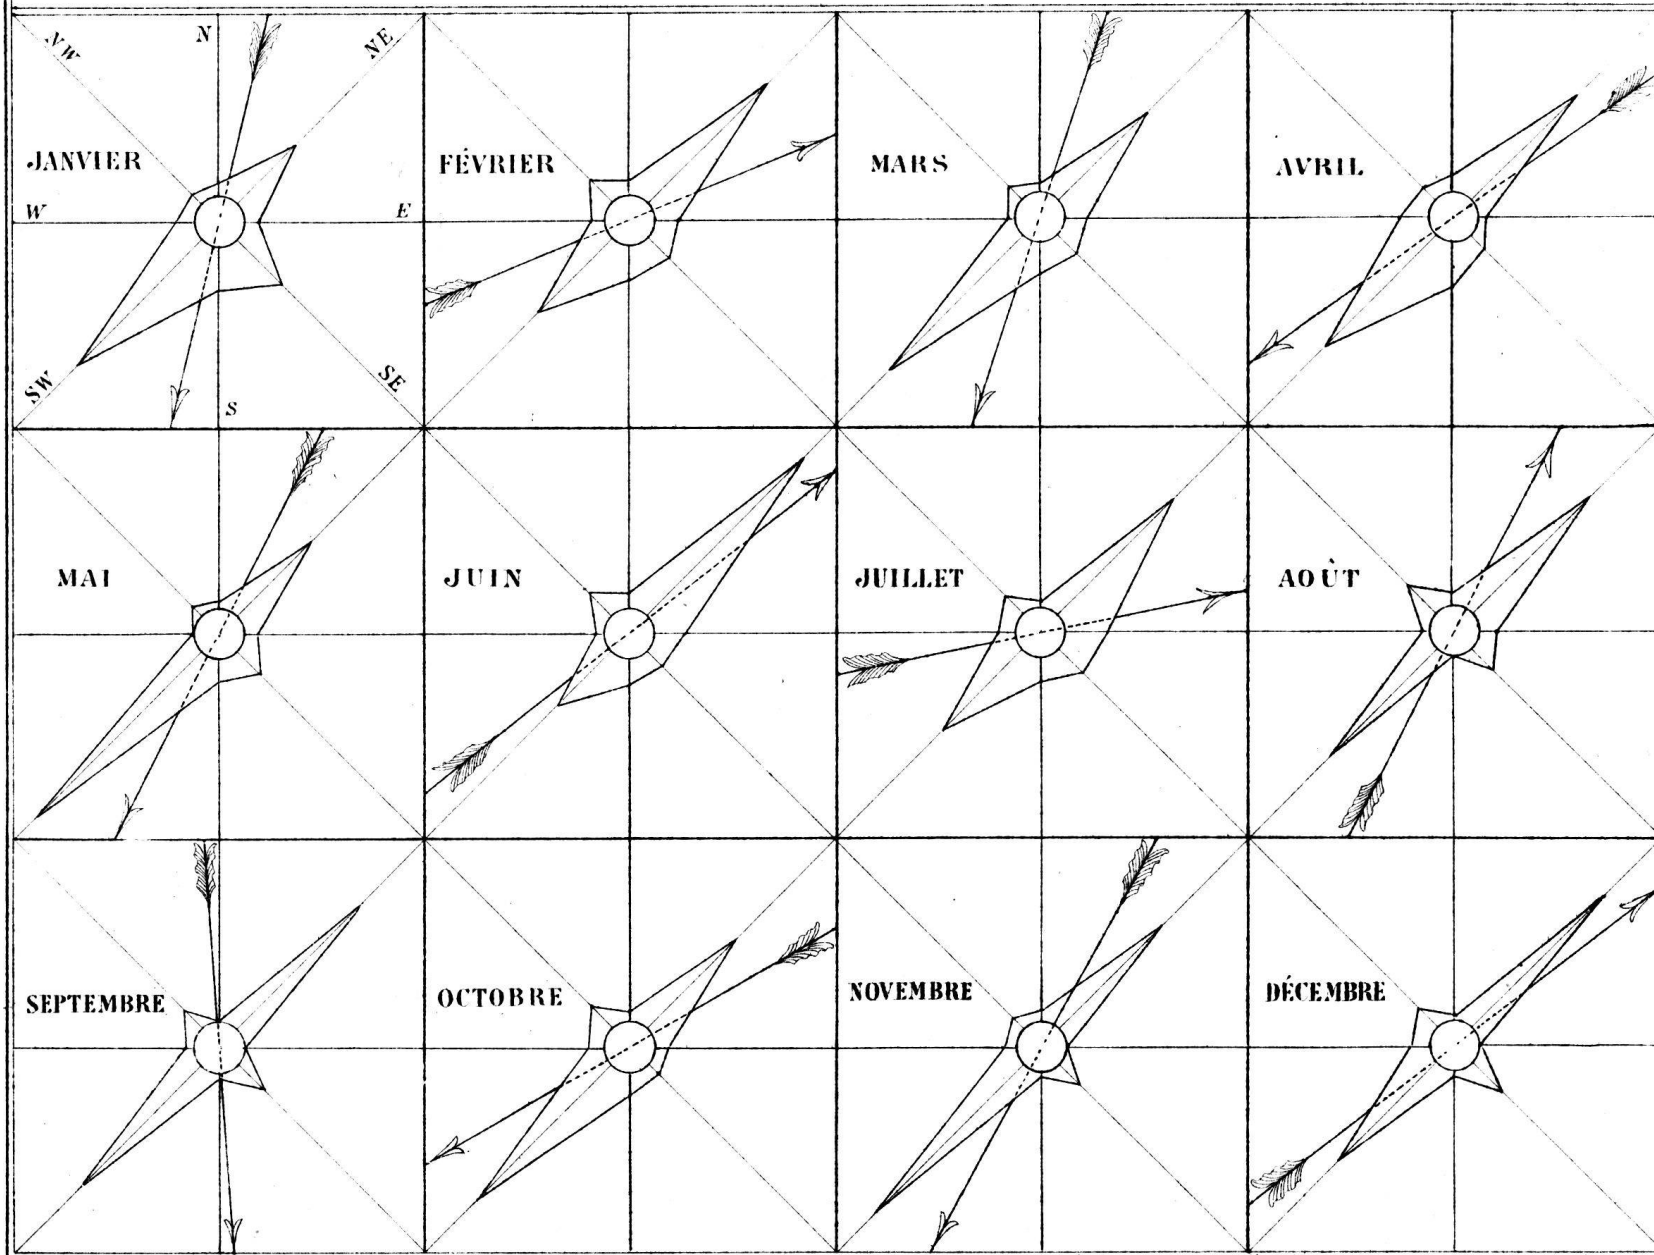 N
NW
NE
JANVIER
FÉVRIER
MARS
AVRIL
W
E
SW
SE
S
MAI
JUIN
JUILLET
AOÛT
SEPTEMBRE
OCTOBRE
NOVEMBRE
DÉCEMBRE